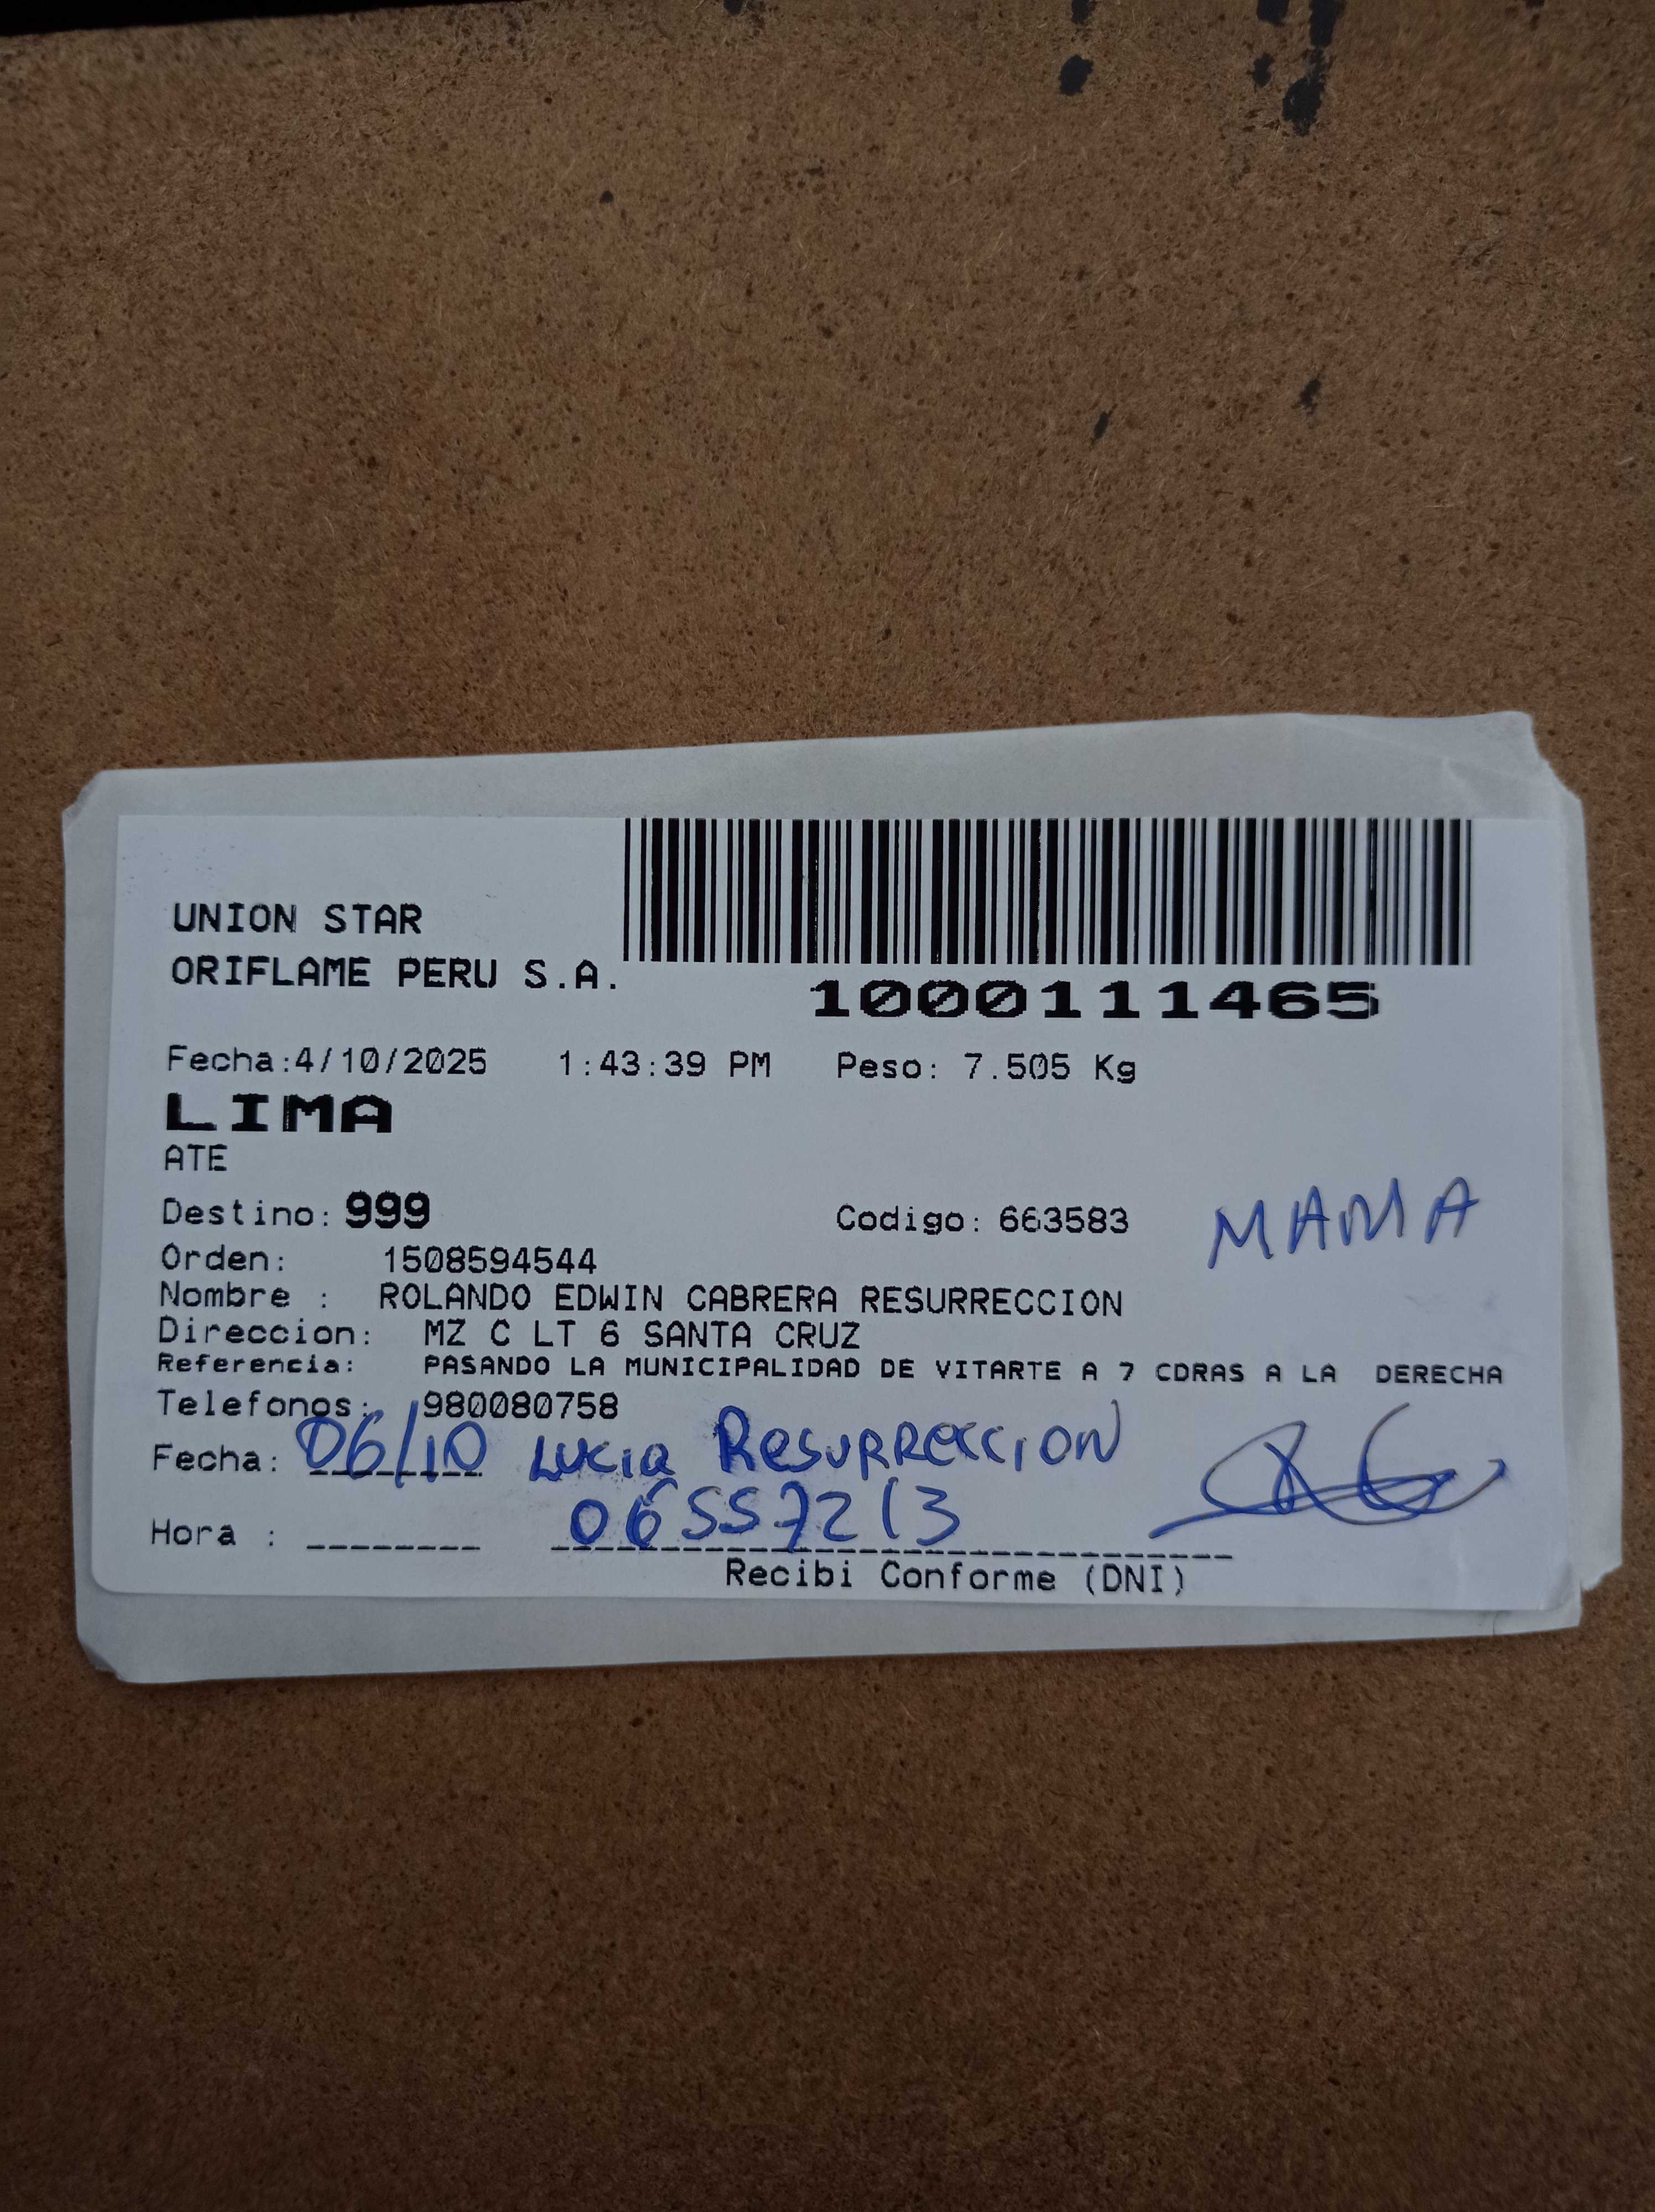 UNION STAR
ORIFLAME PERU S.A.
1000111465
Fecha:4/10/2025 1:43:39 PM Peso: 7.505 Kg
LIMA
ATE
Destino: 999 Codigo: 663583 MAMA
Orden: 1508594544
Nombre : ROLANDO EDWIN CABRERA RESURRECCION
Direccion: MZ C LT 6 SANTA CRUZ
Referencia: PASANDO LA MUNICIPALIDAD DE VITARTE A 7 CDRAS A LA DERECHA
Telefonos: 980080758
Fecha: 06/10 Lucia RESURRECCION
Hora : 06557213
Recibi Conforme (DNI)